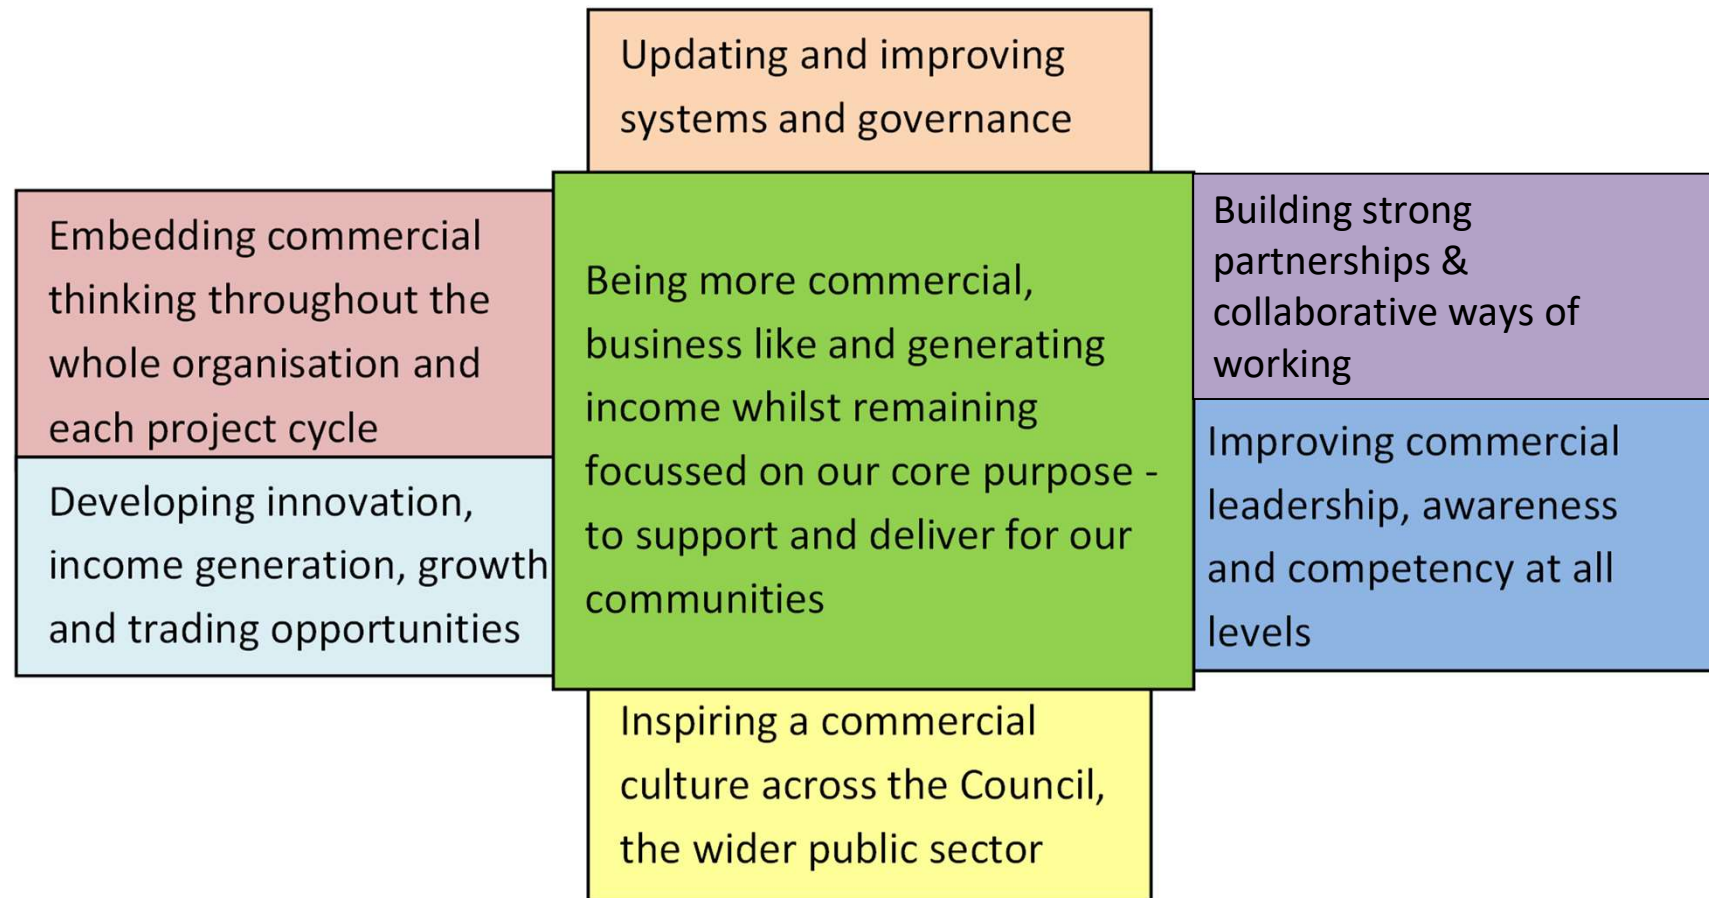 Updating and improving
systems and governance
Embedding commercial
thinking throughout the
whole organisation and
each project cycle
Developing innovation,
income generation, growth
and trading opportunities
Being more commercial,
business like and generating
income whilst remaining
focussed on our core purpose -
to support and deliver for our
communities
Building strong
partnerships &
collaborative ways of
working
Improving commercial
leadership, awareness
and competency at all
levels
Inspiring a commercial
culture across the Council,
the wider public sector